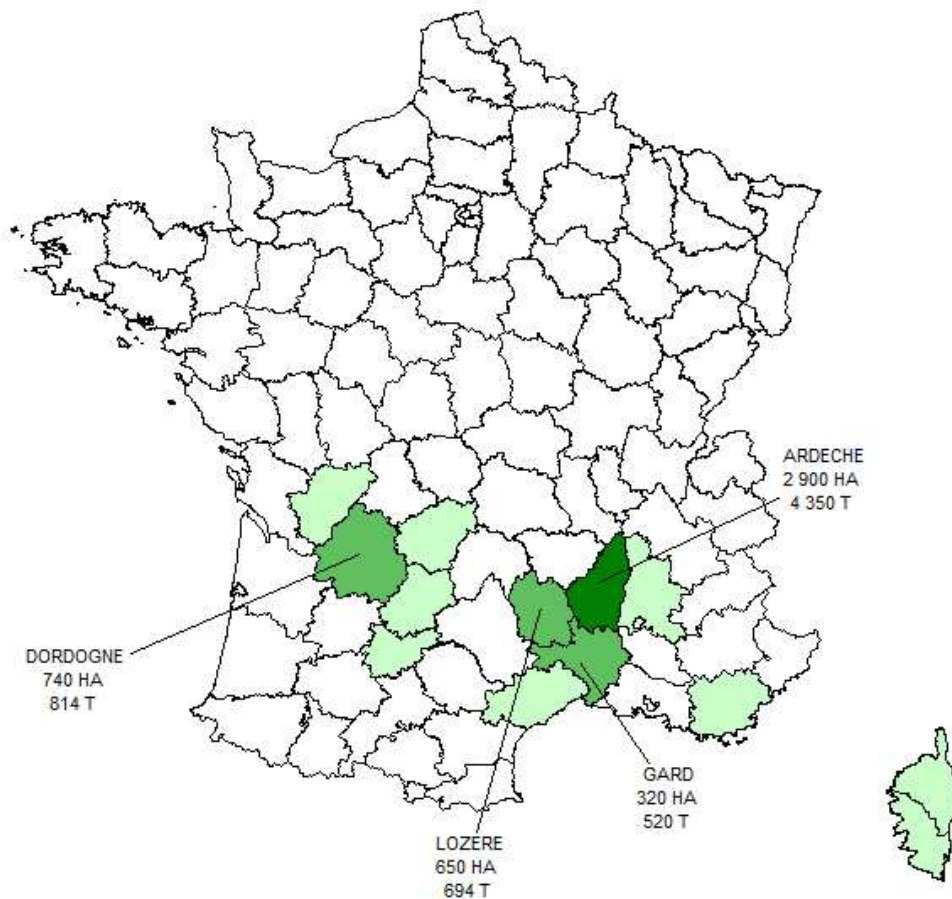 ARDECHE
2 900 HA
4 350 T
DORDOGNE
740 HA
814 T
GARD
320 HA
520 T
LOZERE
650 HA
694 T